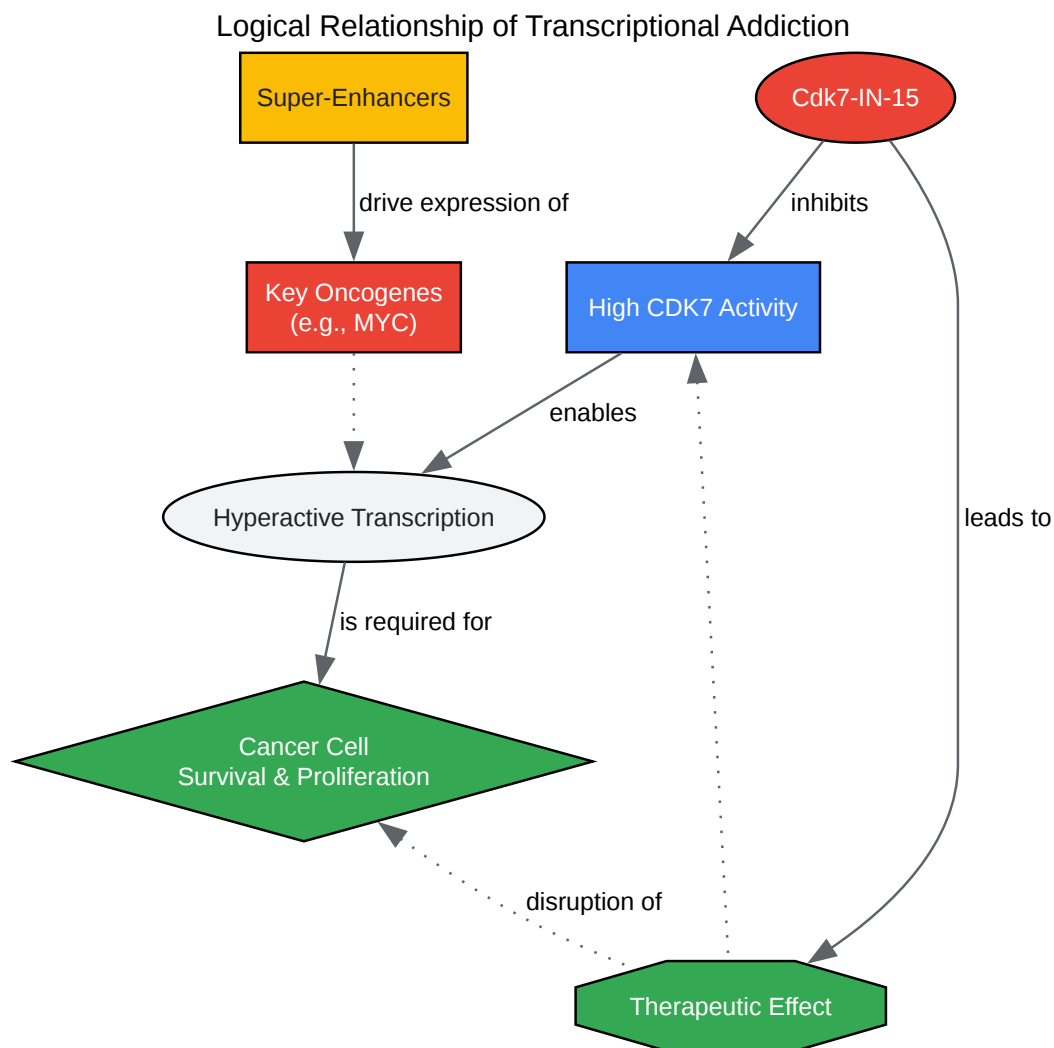 Logical Relationship of Transcriptional Addiction
Super-Enhancers
Cdk7-IN-15
drive expression of
inhibits
Key Oncogenes
(e.g., MYC)
High CDK7 Activity
enables
Hyperactive Transcription
leads to
is required for
Cancer Cell
Survival & Proliferation
disruption of
Therapeutic Effect